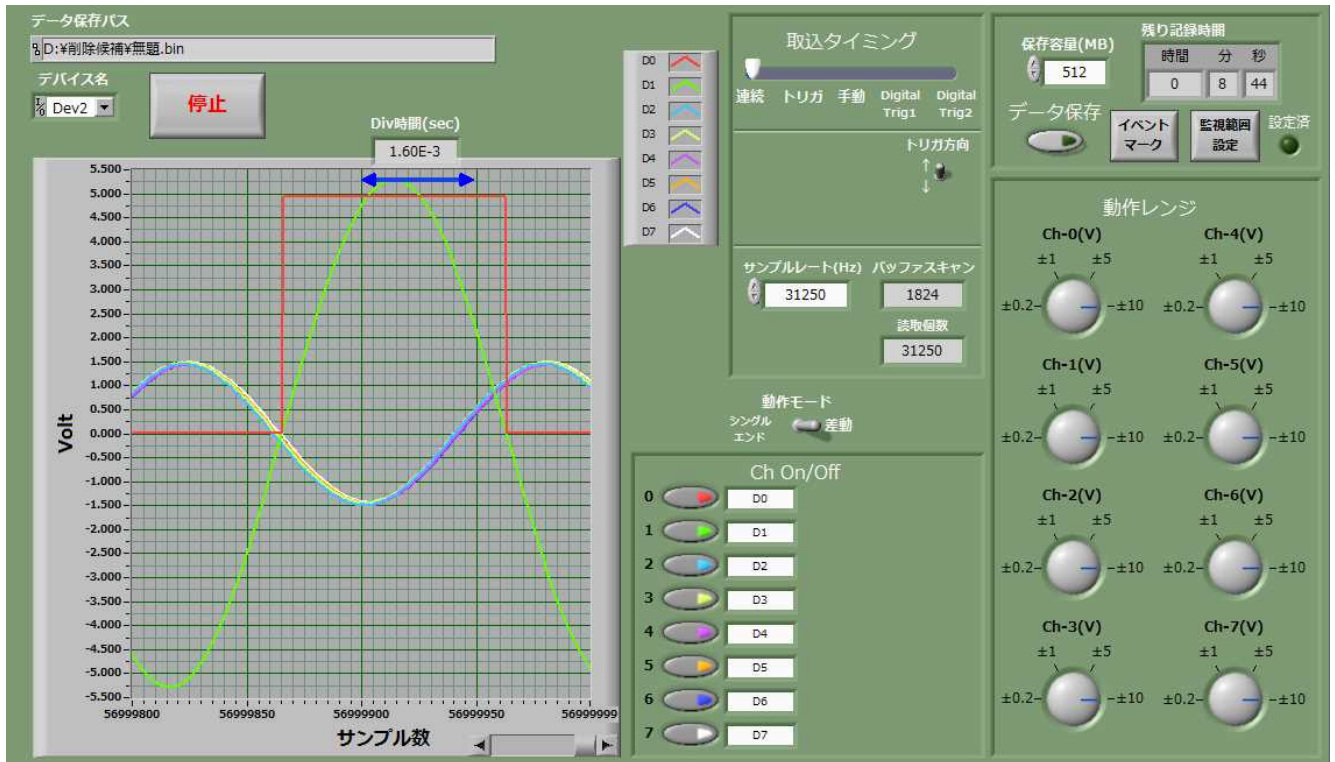 データ保存パス
D:¥削除候補¥無題.bin
デバイス名
I/O Dev2
停止
Div時間(sec)
1.60E-3
Volt
5.500
5.000
4.500
4.000
3.500
3.000
2.500
2.000
1.500
1.000
0.500
0.000
-0.500
-1.000
-1.500
-2.000
-2.500
-3.000
-3.500
-4.000
-4.500
-5.000
-5.500
56999800 56999850 56999900 56999950 56999999
サンプル数
D0
D1
D2
D3
D4
D5
D6
D7
取込タイミング
連続 トリガ 手動 Digital Trig1 Digital Trig2
トリガ方向
↑
↓
サンプルレート(Hz) バッファスキャン
31250 1824
読取個数
31250
動作モード
シングル
エンド
差動
Ch On/Off
0 D0
1 D1
2 D2
3 D3
4 D4
5 D5
6 D6
7 D7
保存容量(MB)
512
残り記録時間
時間 分 秒
0 8 44
データ保存
イベント
マーク
監視範囲
設定
設定済
動作レンジ
Ch-0(V) Ch-4(V)
±1 ±5 ±1 ±5
±0.2 ±10 ±0.2 ±10
Ch-1(V) Ch-5(V)
±1 ±5 ±1 ±5
±0.2 ±10 ±0.2 ±10
Ch-2(V) Ch-6(V)
±1 ±5 ±1 ±5
±0.2 ±10 ±0.2 ±10
Ch-3(V) Ch-7(V)
±1 ±5 ±1 ±5
±0.2 ±10 ±0.2 ±10